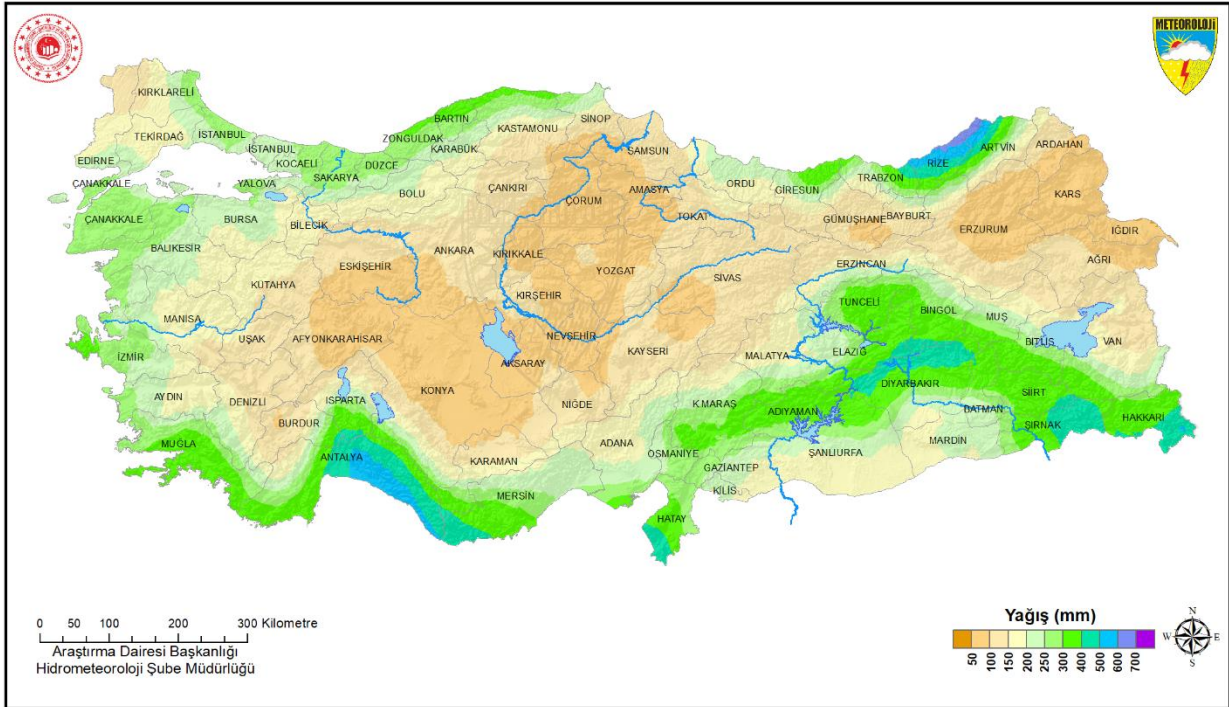 METEOROLOJİ
KIRKLARELİ
TEKİRDAĞ
EDİRNE
İSTANBUL
İSTANBUL
KOCAELİ
YALOVA
SAKARYA
DÜZCE
ZONGULDAK
BARTIN
KARABÜK
KASTAMONU
SİNOP
SAMSUN
BOLU
ÇANKIRI
ÇORUM
AMASYA
TOKAT
ORDU
GİRESUN
TRABZON
RİZE
ARTVİN
ARDAHAN
KARS
ÇANAKKALE
ÇANAKKALE
BURSA
BİLECİK
BALIKESİR
ESKİŞEHİR
ANKARA
KIRIKKALE
YOZGAT
SİVAS
GÜMÜŞHANE
BAYBURT
ERZURUM
IĞDIR
AĞRI
ERZİNCAN
KÜTAHYA
MANİSA
UŞAK
AFYONKARAHİSAR
KIRŞEHİR
NEVŞEHİR
KAYSERİ
AKSARAY
TUNCELİ
BİNGÖL
MUŞ
BİTLİS
VAN
MALATYA
ELAZIĞ
İZMİR
AYDIN
DENİZLİ
ISPARTA
BURDUR
KONYA
NİĞDE
K.MARAŞ
ADIYAMAN
DİYARBAKIR
BATMAN
SİİRT
ŞIRNAK
HAKKARİ
MARDİN
MUĞLA
ANTALYA
KARAMAN
MERSİN
ADANA
OSMANİYE
GAZİANTEP
KİLİS
ŞANLIURFA
HATAY
0 50 100 200 300 Kilometre
Araştırma Dairesi Başkanlığı
Hidrometeoroloji Şube Müdürlüğü
Yağış (mm)
50 100 150 200 250 300 400 500 600 700
N
W E
S